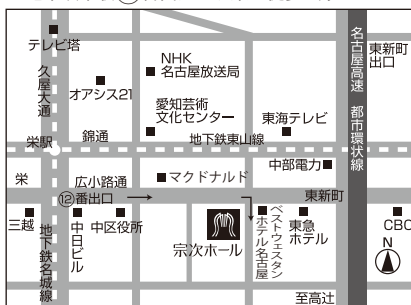 テレビ塔
久屋大通
NHK
名古屋放送局
オアシス21
愛知芸術
文化センター
東海テレビ
名古屋高速 都市環状線
東新町
出口
栄駅
錦通
地下鉄東山線
中部電力
栄
広小路通
マクドナルド
東新町
⑫番出口
三越
地下鉄名城線
中日ビル
中区役所
宗次ホール
ベストウェスタン
ホテル名古屋
東急
ホテル
CBC
N
至高辻